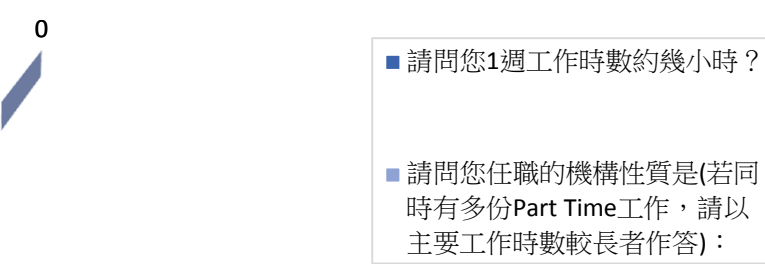 0
請問您1週工作時數約幾小時？
請問您任職的機構性質是(若同
時有多份Part Time工作，請以
主要工作時數較長者作答)：